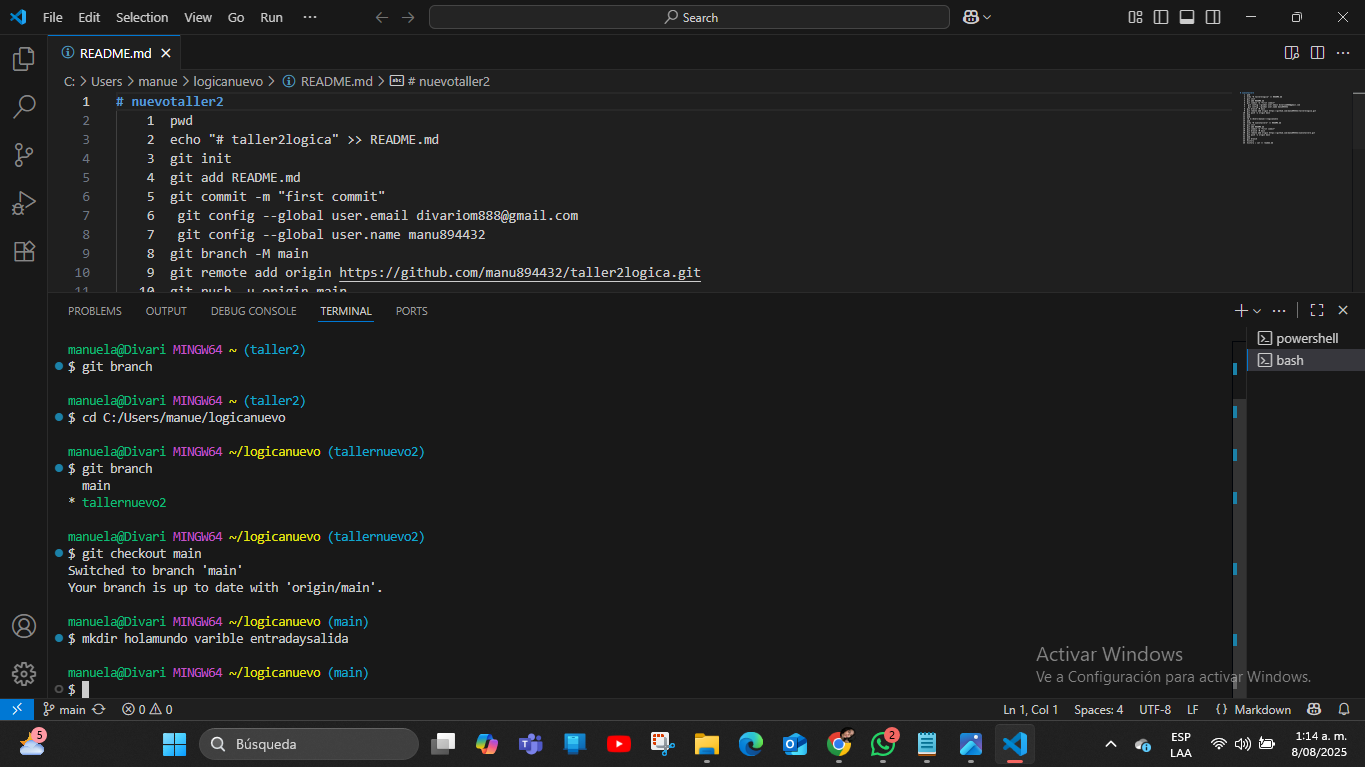 File Edit Selection View Go Run ··· Search
README.md
C: > Users > manue > logicanuevo > README.md > # nuevotaller2
1 # nuevotaller2
2 1 pwd
3 2 echo "# taller2logica" >> README.md
4 3 git init
5 4 git add README.md
6 5 git commit -m "first commit"
7 6 git config --global user.email divariom888@gmail.com
8 7 git config --global user.name manu894432
9 8 git branch -M main
10 9 git remote add origin https://github.com/manu894432/taller2logica.git
11 10 git push -u origin main
PROBLEMS OUTPUT DEBUG CONSOLE TERMINAL PORTS
powershell
bash
manuela@Divari MINGW64 ~ (taller2)
$ git branch
manuela@Divari MINGW64 ~ (taller2)
$ cd C:/Users/manue/logicanuevo
manuela@Divari MINGW64 ~/logicanuevo (tallernuevo2)
$ git branch
main
* tallernuevo2
manuela@Divari MINGW64 ~/logicanuevo (tallernuevo2)
$ git checkout main
Switched to branch 'main'
Your branch is up to date with 'origin/main'.
manuela@Divari MINGW64 ~/logicanuevo (main)
$ mkdir holamundo varible entradaysalida
manuela@Divari MINGW64 ~/logicanuevo (main)
$
Activar Windows
Ve a Configuración para activar Windows.
main 0 0 Ln 1, Col 1 Spaces: 4 UTF-8 LF {} Markdown
5 Búsqueda 2 ESP LAA 1:14 a. m. 8/08/2025